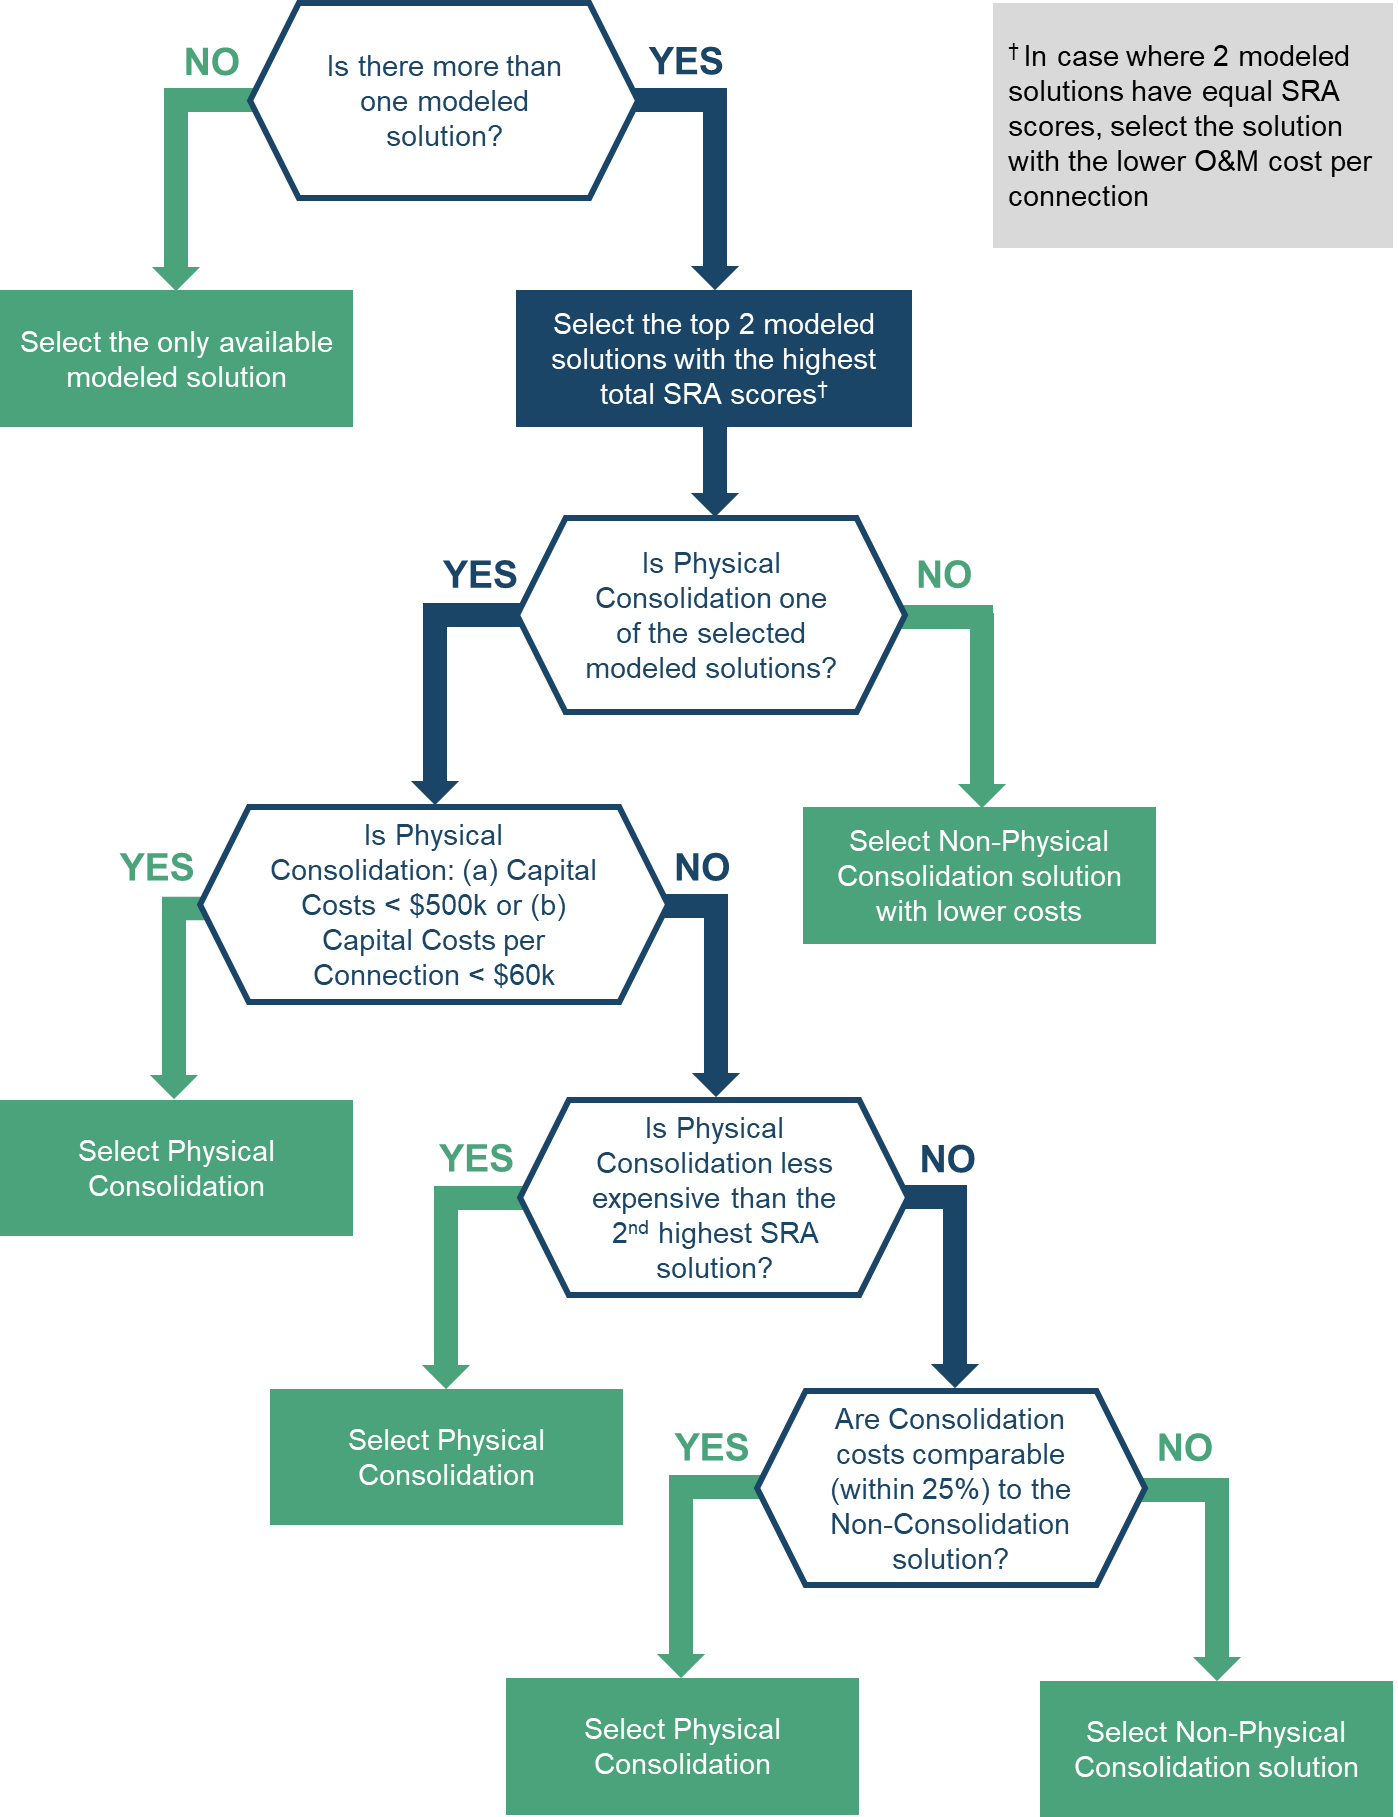 NO
Is there more than
one modeled
solution?
YES
† In case where 2 modeled
solutions have equal SRA
scores, select the solution
with the lower O&M cost per
connection
Select the only available
modeled solution
Select the top 2 modeled
solutions with the highest
total SRA scores†
YES
Is Physical
Consolidation one
of the selected
modeled solutions?
NO
YES
Is Physical
Consolidation: (a) Capital
Costs < $500k or (b)
Capital Costs per
Connection < $60k
NO
Select Non-Physical
Consolidation solution
with lower costs
Select Physical
Consolidation
YES
Is Physical
Consolidation less
expensive than the
2nd highest SRA
solution?
NO
Select Physical
Consolidation
YES
Are Consolidation
costs comparable
(within 25%) to the
Non-Consolidation
solution?
NO
Select Physical
Consolidation
Select Non-Physical
Consolidation solution